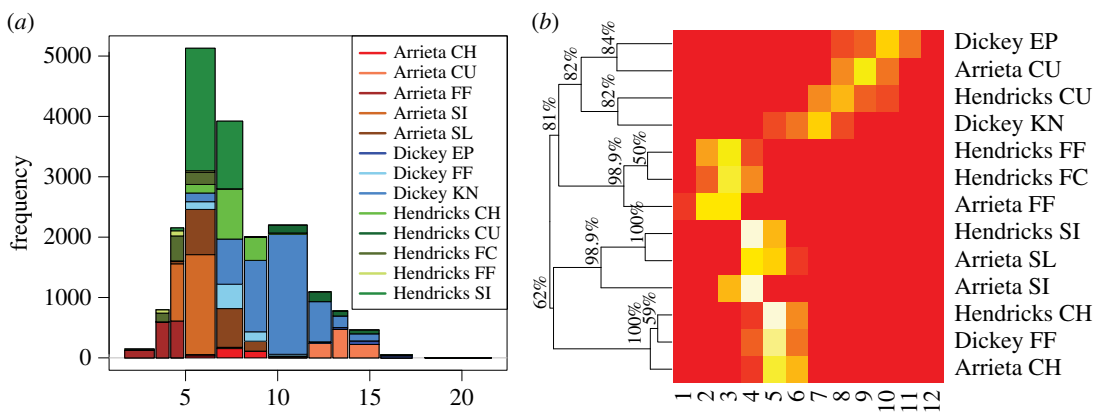 (a)
frequency
5000
4000
3000
2000
1000
0
5
10
15
20
Arrieta CH
Arrieta CU
Arrieta FF
Arrieta SI
Arrieta SL
Dickey EP
Dickey FF
Dickey KN
Hendricks CH
Hendricks CU
Hendricks FC
Hendricks FF
Hendricks SI
(b)
84%
82%
82%
81%
50%
98.9%
100%
98.9%
62%
59%
100%
Dickey EP
Arrieta CU
Hendricks CU
Dickey KN
Hendricks FF
Hendricks FC
Arrieta FF
Hendricks SI
Arrieta SL
Arrieta SI
Hendricks CH
Dickey FF
Arrieta CH
1
2
3
4
5
6
7
8
9
10
11
12